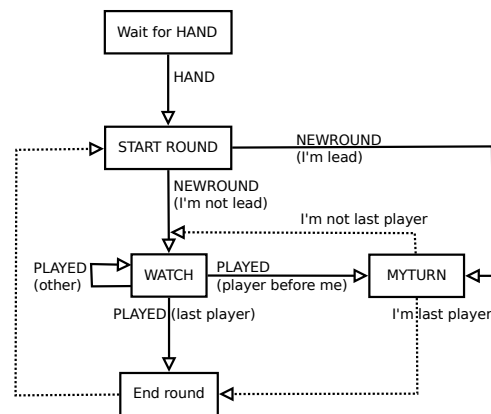 Wait for HAND
HAND
START ROUND
NEWROUND
(I'm lead)
NEWROUND
(I'm not lead)
I'm not last player
PLAYED
(other)
WATCH
PLAYED
(player before me)
MYTURN
PLAYED (last player)
I'm last player
End round